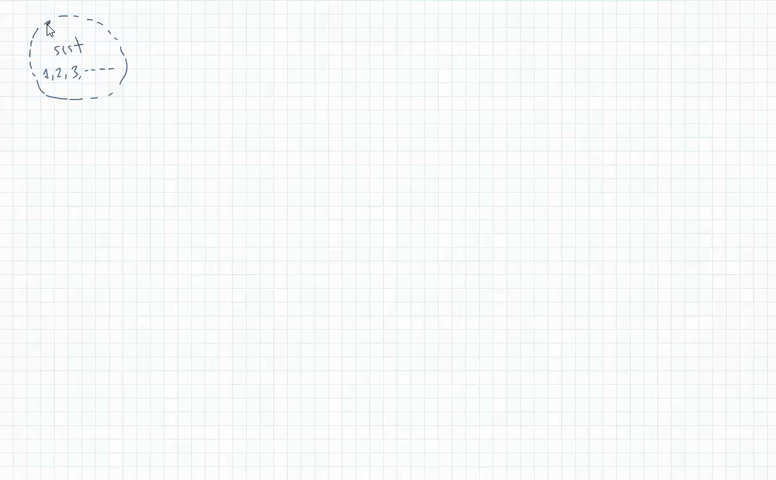 sist
1, 2, 3, -----